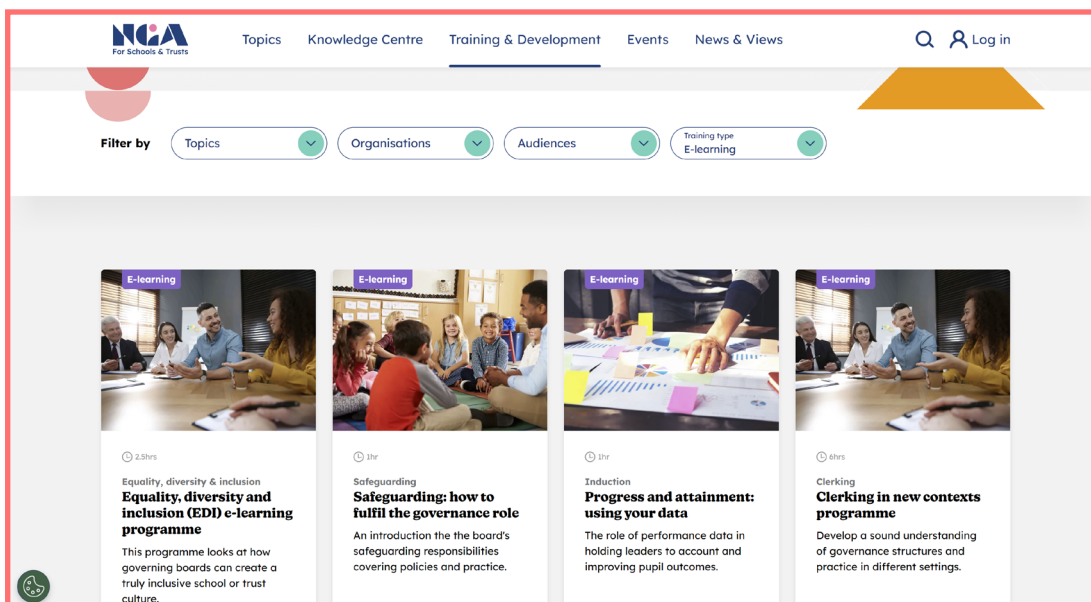 NGA
For Schools & Trusts
Topics
Knowledge Centre
Training & Development
Events
News & Views
Log in
Filter by
Topics
Organisations
Audiences
Training type
E-learning
E-learning
2.5hrs
Equality, diversity & inclusion
Equality, diversity and
inclusion (EDI) e-learning
programme
This programme looks at how
governing boards can create a
truly inclusive school or trust
culture.
E-learning
1hr
Safeguarding
Safeguarding: how to
fulfil the governance role
An introduction the the board's
safeguarding responsibilities
covering policies and practice.
E-learning
1hr
Induction
Progress and attainment:
using your data
The role of performance data in
holding leaders to account and
improving pupil outcomes.
E-learning
6hrs
Clerking
Clerking in new contexts
programme
Develop a sound understanding
of governance structures and
practice in different settings.